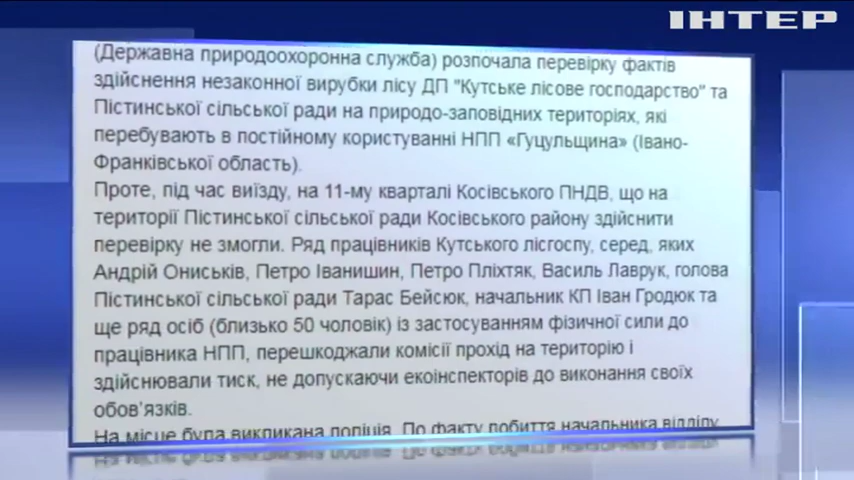 ІНТЕР
(Державна природоохоронна служба) розпочала перевірку фактів
здійснення незаконної вирубки лісу ДП "Кутське лісове господарство" та
Пістинської сільської ради на природо-заповідних територіях, які
перебувають в постійному користуванні НПП «Гуцульщина» (Івано-
Франківської область).
Проте, під час виїзду, на 11-му кварталі Косівського ПНДВ, що на
території Пістинської сільської ради Косівського району здійснити
перевірку не змогли. Ряд працівників Кутського лісгоспу, серед, яких
Андрій Ониськів, Петро Іванишин, Петро Пліхтяк, Василь Лаврук, голова
Пістинської сільської ради Тарас Бейсюк, начальник КП Іван Гродюк та
ще ряд осіб (близько 50 чоловік) із застосуванням фізичної сили до
працівника НПП, перешкоджали комісії прохід на територію і
здійснювали тиск, не допускаючи екоінспекторів до виконання своїх
обов'язків.
На місце була викликана поліція. По факту побиття начальника відділу